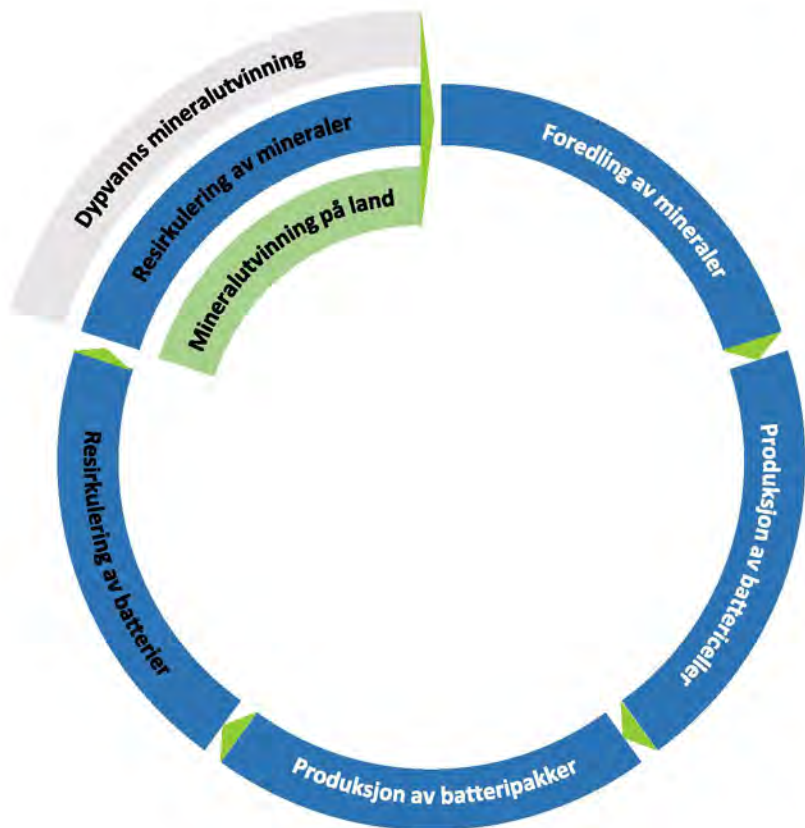 Dypvanns mineralutvinning
Resirkulering av mineraler
Mineralutvinning på land
Foredling av mineraler
Produksjon av battericeller
Produksjon av batteripakker
Resirkulering av batterier